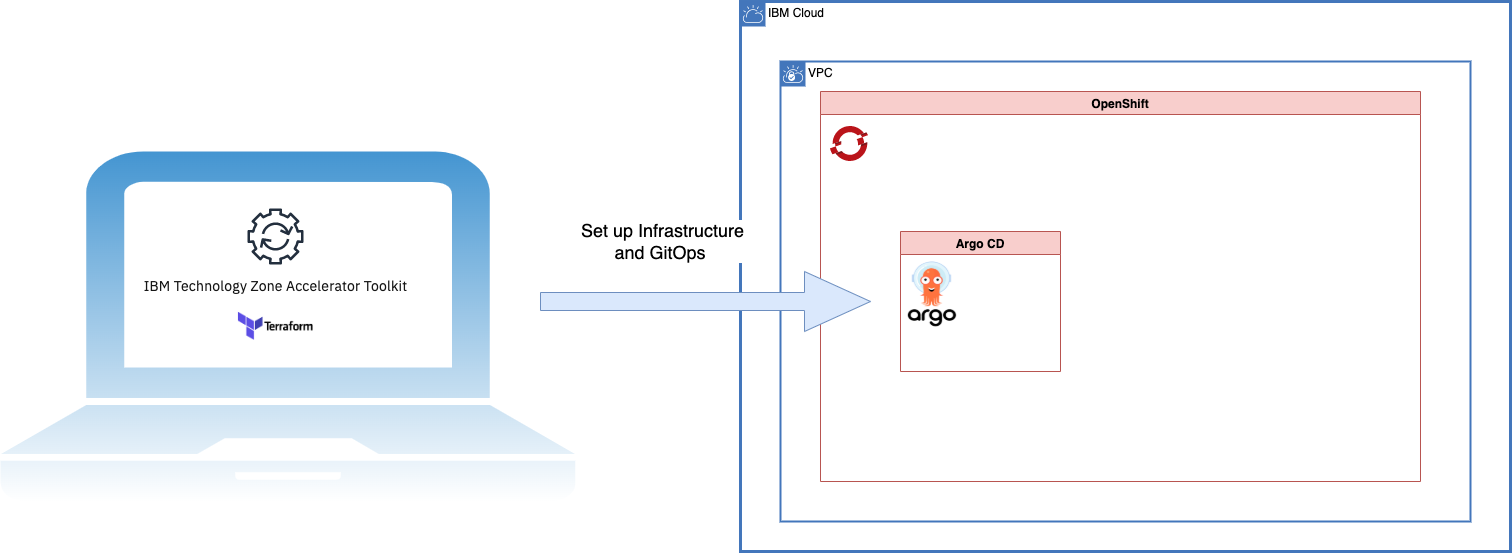 IBM Cloud
VPC
OpenShift
IBM Technology Zone Accelerator Toolkit
Terraform
Set up Infrastructure
and GitOps
Argo CD
argo